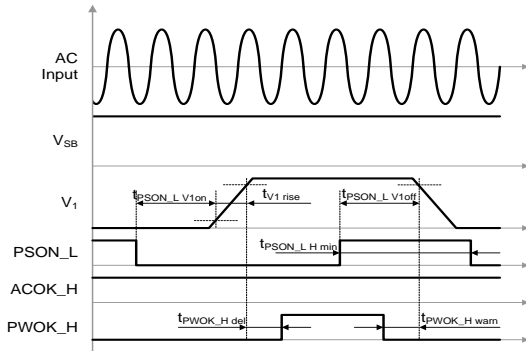 AC
Input
VSB
V1
tPSON_L V1on
tV1 rise
tPSON_L V1off
PSON_L
tPSON_L H min
ACOK_H
PWOK_H
tPWOK_H del
tPWOK_H warn